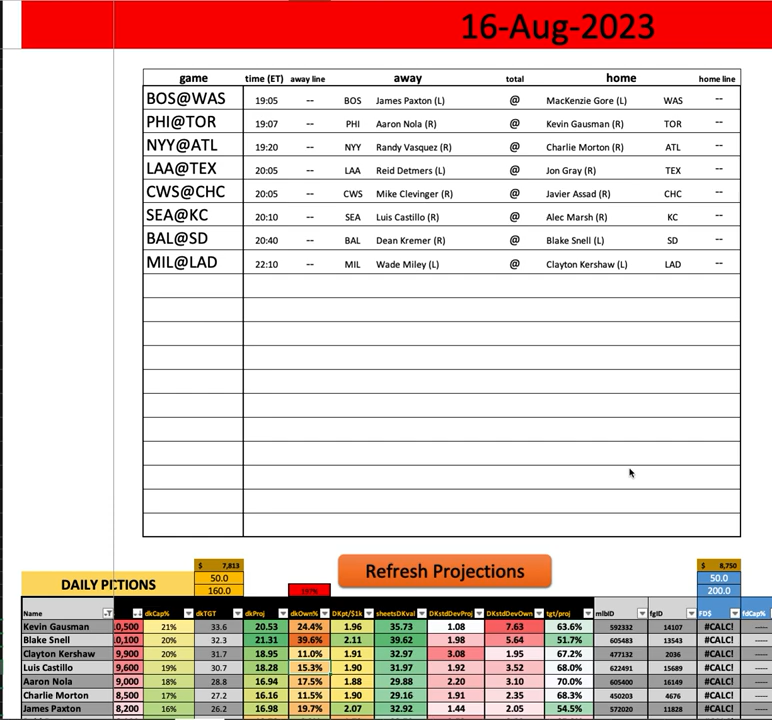 16-Aug-2023
game time (ET) away line away total home home line
BOS@WAS 19:05 -- BOS James Paxton (L) @ MacKenzie Gore (L) WAS --
PHI@TOR 19:07 -- PHI Aaron Nola (R) @ Kevin Gausman (R) TOR --
NYY@ATL 19:20 -- NYY Randy Vasquez (R) @ Charlie Morton (R) ATL --
LAA@TEX 20:05 -- LAA Reid Detmers (L) @ Jon Gray (R) TEX --
CWS@CHC 20:05 -- CWS Mike Clevinger (R) @ Javier Assad (R) CHC --
SEA@KC 20:10 -- SEA Luis Castillo (R) @ Alec Marsh (R) KC --
BAL@SD 20:40 -- BAL Dean Kremer (R) @ Blake Snell (L) SD --
MIL@LAD 22:10 -- MIL Wade Miley (L) @ Clayton Kershaw (L) LAD --
$ 7,813 $ 8,750
DAILY P CTIONS 50.0 Refresh Projections 50.0
160.0 200.0
Name dkCap% dkTGT dkProj dkOwn% DKpt/$1k sheetsDKval DKstdDevProj DKstdDevOwn tgt/proj mlbID fgID FD$ fdCap%
Kevin Gausman 10,500 21% 33.6 20.53 24.4% 1.96 35.73 1.08 7.63 63.6% 592332 14107 #CALC! -----
Blake Snell 10,100 20% 32.3 21.31 39.6% 2.11 39.62 1.98 5.64 51.7% 605483 13543 #CALC! -----
Clayton Kershaw 9,900 20% 31.7 18.95 11.0% 1.91 32.97 3.08 1.95 67.2% 477132 2036 #CALC! -----
Luis Castillo 9,600 19% 30.7 18.28 15.3% 1.90 31.97 1.92 3.52 68.0% 622491 15689 #CALC! -----
Aaron Nola 9,000 18% 28.8 16.94 17.5% 1.88 29.88 2.20 3.10 70.0% 605400 16149 #CALC! -----
Charlie Morton 8,500 17% 27.2 16.16 11.5% 1.90 29.16 1.91 2.35 68.3% 450203 4676 #CALC! -----
James Paxton 8,200 16% 26.2 16.98 19.7% 2.07 32.92 1.44 2.05 54.5% 572020 11828 #CALC! -----